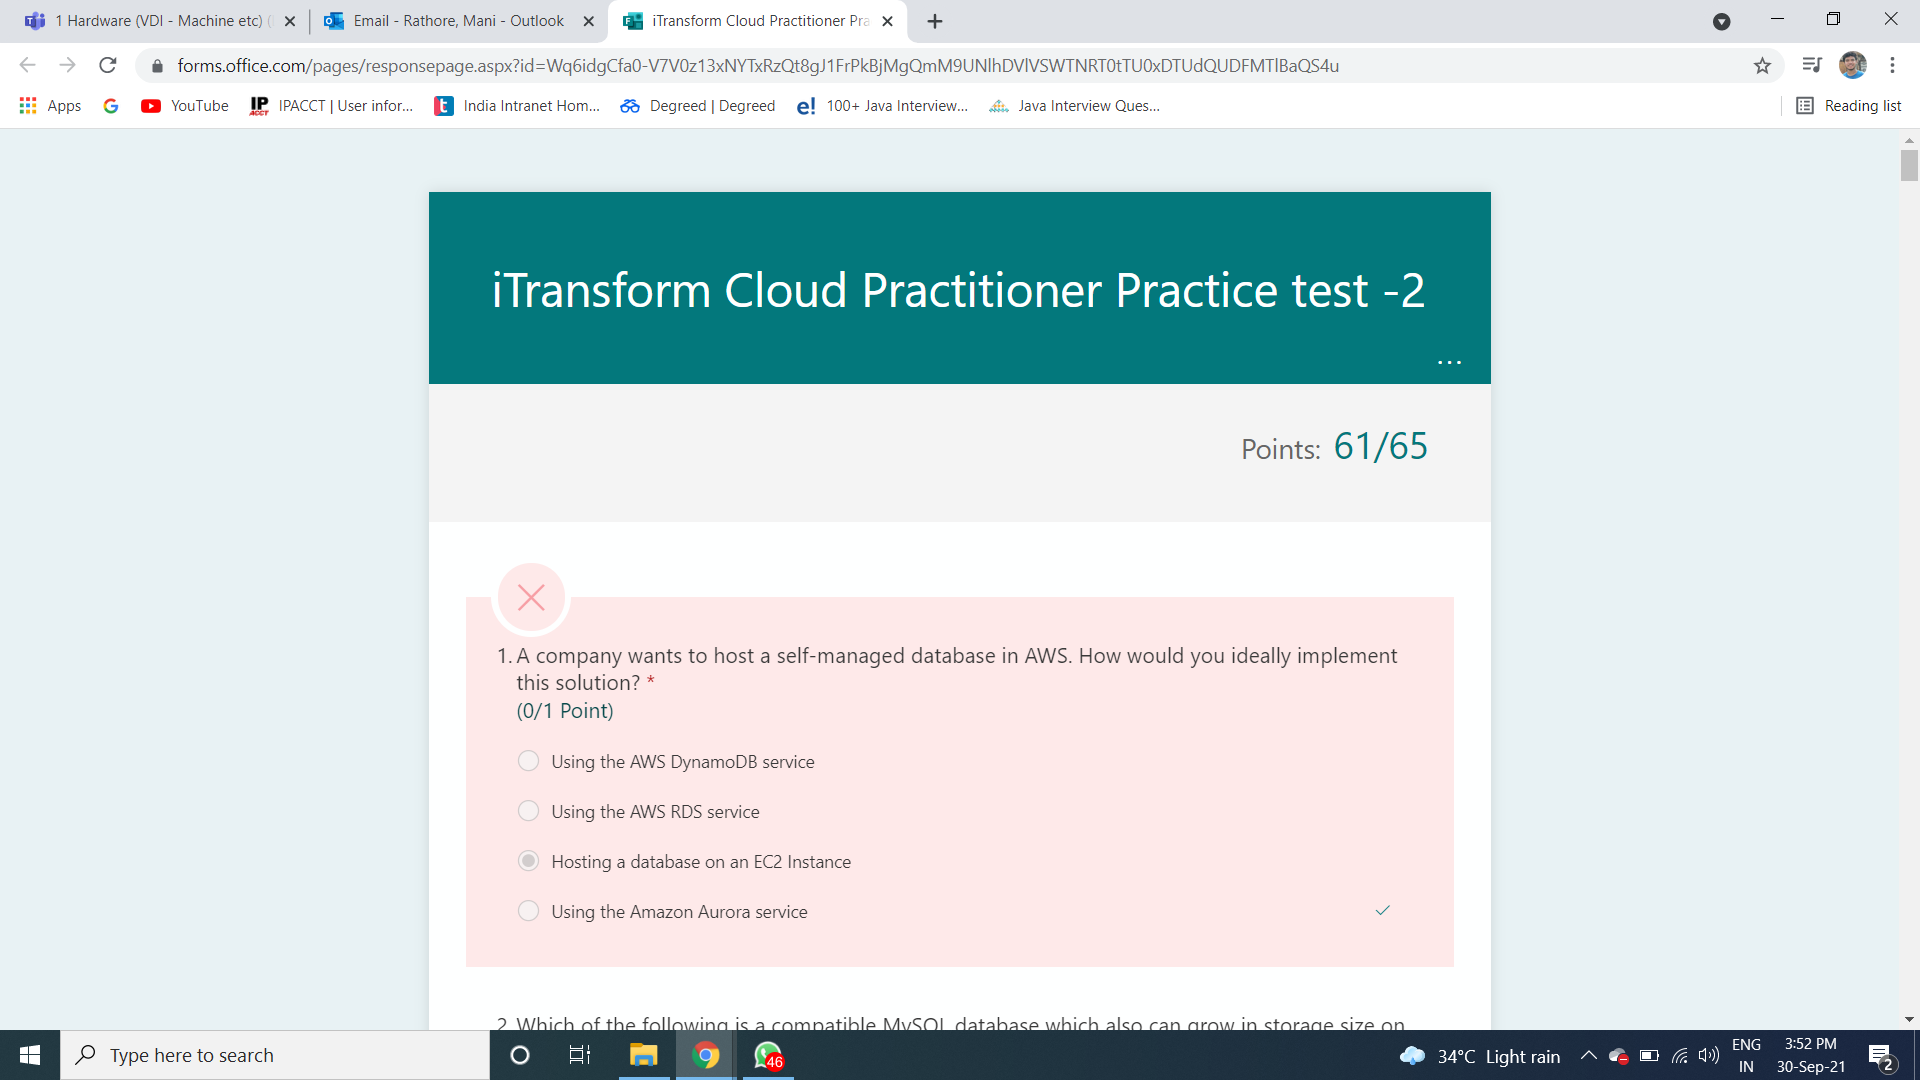 1 Hardware (VDI - Machine etc)
Email - Rathore, Mani - Outlook
iTransform Cloud Practitioner Pra
forms.office.com/pages/responsepage.aspx?id=Wq6idgCfa0-V7V0z13xNYTxRzQt8gJ1FrPkBjMgQmM9UNlhDVlVSWTNRT0tTU0xDTUdQUDFMTlBaQS4u
Apps
YouTube
IP ACCT
IPACCT | User infor...
t
India Intranet Hom...
Degreed | Degreed
e!
100+ Java Interview...
Java Interview Ques...
Reading list
iTransform Cloud Practitioner Practice test -2
...
Points: 61/65
1. A company wants to host a self-managed database in AWS. How would you ideally implement
this solution? *
(0/1 Point)
Using the AWS DynamoDB service
Using the AWS RDS service
Hosting a database on an EC2 Instance
Using the Amazon Aurora service
2. Which of the following is a compatible MySQL database which also can grow in storage size on
Type here to search
46
34°C Light rain
ENG
IN
3:52 PM
30-Sep-21
2